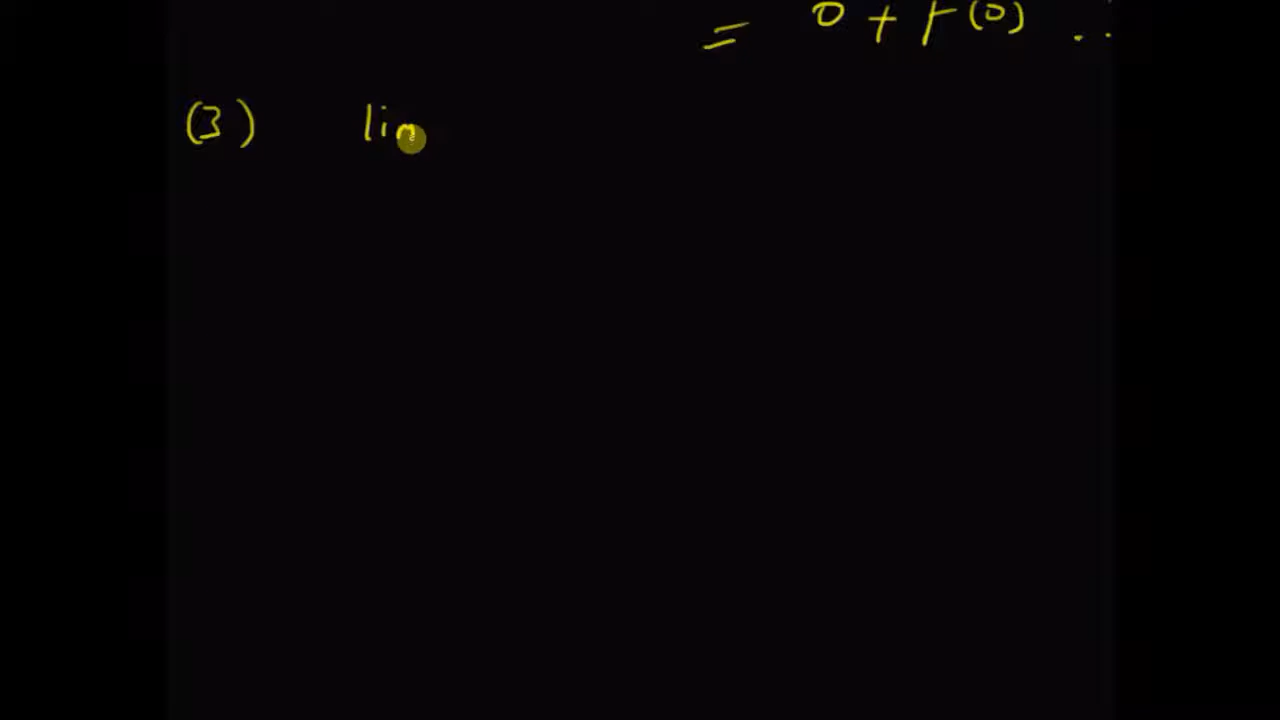 = 0 + f(0) ..
(3) lim